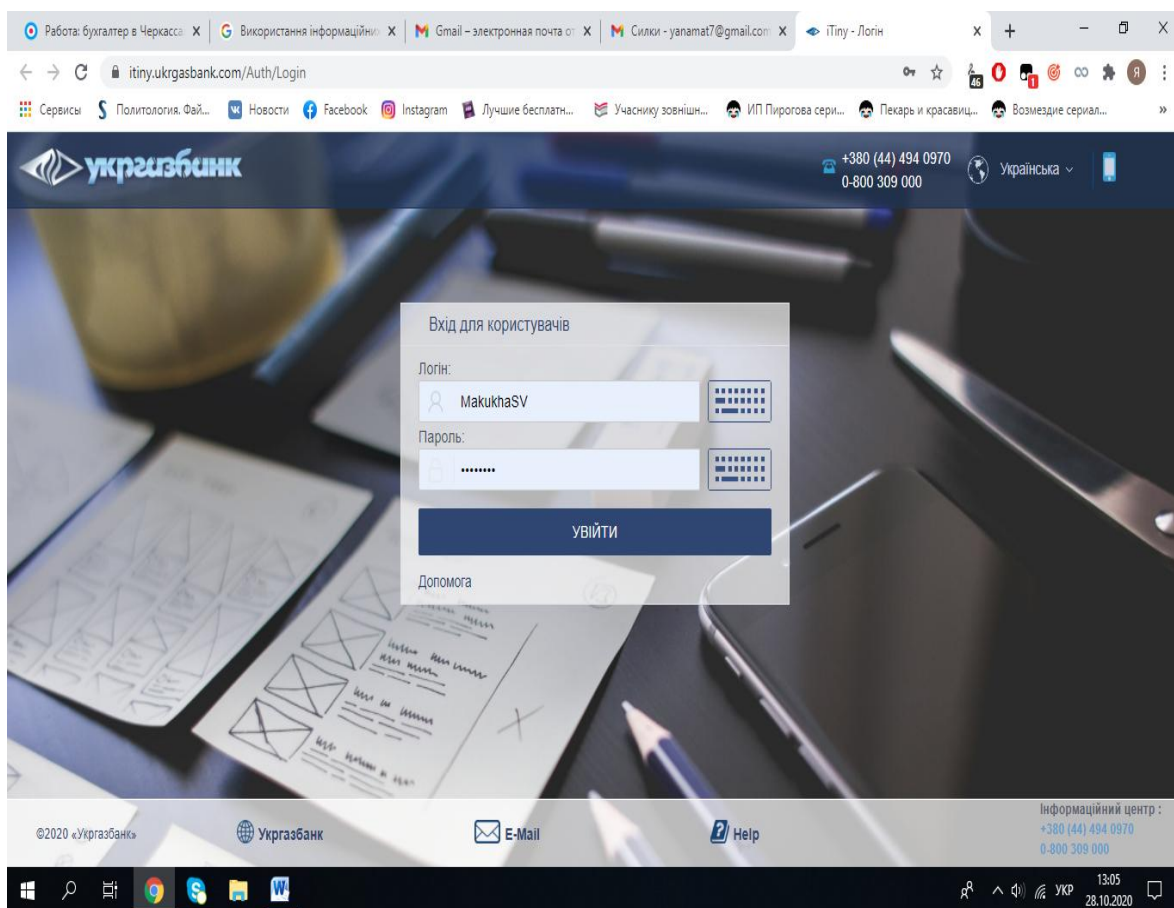 Работа: бухгалтер в Черкасса
Використання інформаційни
Gmail – электронная почта от
Силки - yanamat7@gmail.com
iTiny - Логін
itiny.ukrgasbank.com/Auth/Login
46
1
Я
Сервисы
Политология. Фай...
Новости
Facebook
Instagram
Лучшие бесплатн...
Учаснику зовнішн...
ИП Пирогова сери...
Пекарь и красавиц...
Возмездие сериал...
»
укргазбанк
+380 (44) 494 0970
0-800 309 000
Українська
Вхід для користувачів
Логін:
MakukhaSV
Пароль:
••••••••
УВІЙТИ
Допомога
©2020 «Укргазбанк»
Укргазбанк
E-Mail
Help
Інформаційний центр :
+380 (44) 494 0970
0-800 309 000
УКР
13:05
28.10.2020